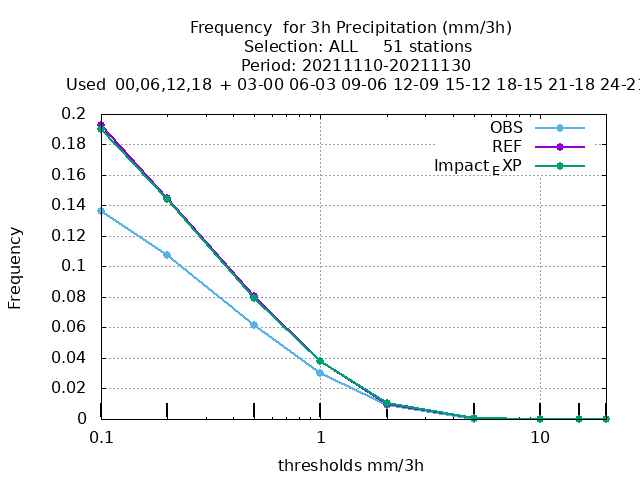 Frequency  for 3h Precipitation (mm/3h)
Selection: ALL     51 stations
Period: 20211110-20211130
Used  00,06,12,18  + 03-00 06-03 09-06 12-09  15-12  18-15  21-18  24-21
OBS
REF
Impact_EXP
0.2
0.18
0.16
0.14
0.12
0.1
0.08
0.06
0.04
0.02
0
Frequency
0.1
1
10
thresholds mm/3h